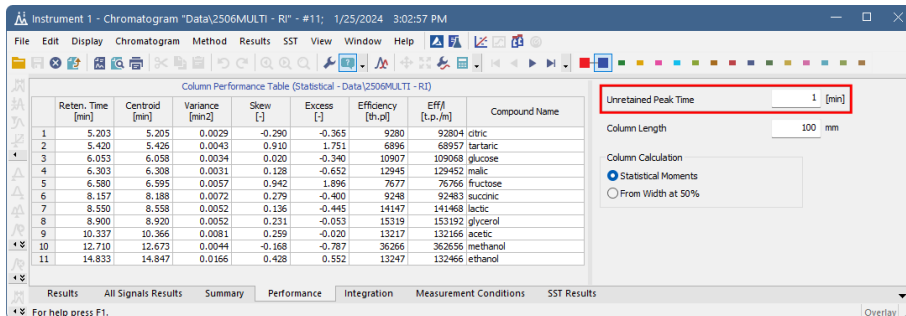 Instrument 1 - Chromatogram "Data\2506MULTI - RI" - #11; 1/25/2024 3:02:57 PM
File Edit Display Chromatogram Method Results SST View Window Help
Column Performance Table (Statistical - Data\2506MULTI - RI)
Reten. Time [min] Centroid [min] Variance [min2] Skew [-] Excess [-] Efficiency [th.pl] Eff/l [t.p./m] Compound Name
1 5.203 5.205 0.0029 -0.290 -0.365 9280 92804 citric
2 5.420 5.426 0.0043 0.910 1.751 6896 68957 tartaric
3 6.053 6.058 0.0034 0.020 -0.340 10907 109068 glucose
4 6.303 6.308 0.0031 0.128 -0.652 12945 129452 malic
5 6.580 6.595 0.0057 0.942 1.896 7677 76766 fructose
6 8.157 8.188 0.0072 0.279 -0.400 9248 92483 succinic
7 8.550 8.558 0.0052 0.136 -0.445 14147 141468 lactic
8 8.900 8.920 0.0052 0.231 -0.053 15319 153192 glycerol
9 10.337 10.366 0.0081 0.259 -0.020 13217 132166 acetic
10 12.710 12.673 0.0044 -0.168 -0.787 36266 362656 methanol
11 14.833 14.847 0.0166 0.428 0.552 13247 132466 ethanol
Unretained Peak Time 1 [min]
Column Length 100 mm
Column Calculation
Statistical Moments
From Width at 50%
Results All Signals Results Summary Performance Integration Measurement Conditions SST Results
For help press F1. Overlay